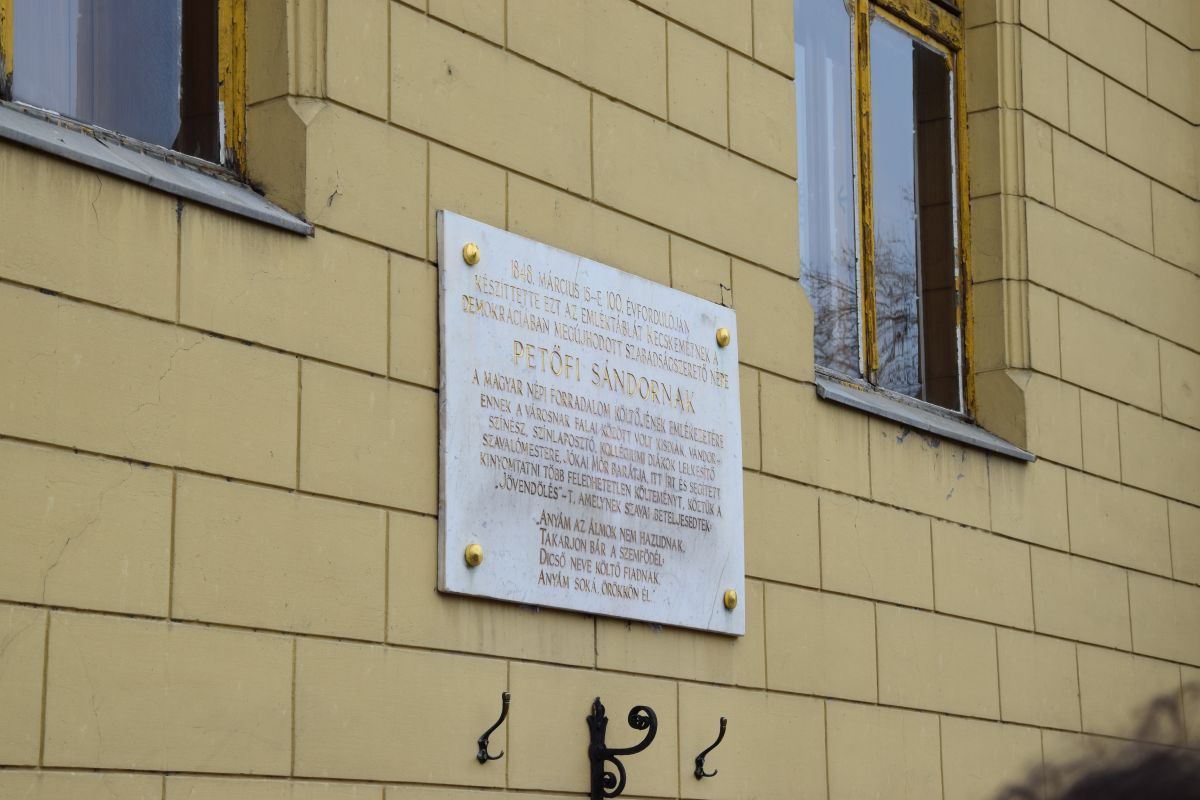 1848. MÁRCIUS 15-E 100. ÉVFORDULÓJÁN
KÉSZÍTTETTE EZT AZ EMLÉKTÁBLÁT KECSKEMÉTNEK A
DEMOKRÁCIÁBAN MEGÚJHODOTT SZABADSÁGSZERETŐ NÉPE
PETŐFI SÁNDORNAK
A MAGYAR NÉPI FORRADALOM KÖLTŐJÉNEK EMLÉKEZETÉRE
ENNEK A VÁROSNAK FALAI KÖZÖTT VOLT KISDIÁK, VÁNDOR-
SZÍNÉSZ, SZÍNLAPOSZTÓ, KOLLÉGIUMI DIÁKOK LELKESÍTŐ
SZAVALÓMESTERE, JÓKAI MÓR BARÁTJA, ITT ÍRT ÉS SEGÍTETT
KINYOMTATNI TÖBB FELEDHETETLEN KÖLTEMÉNYT, KÖZTÜK A
„JÖVENDÖLÉS"-T, AMELYNEK SZAVAI BETELJESEDTEK:
„ANYÁM AZ ÁLMOK NEM HAZUDNAK,
TAKARJON BÁR A SZEMFÖDÉL:
DICSŐ NEVE KÖLTŐ FIADNAK,
ANYÁM SOKÁ, ÖRÖKKÖN ÉL."